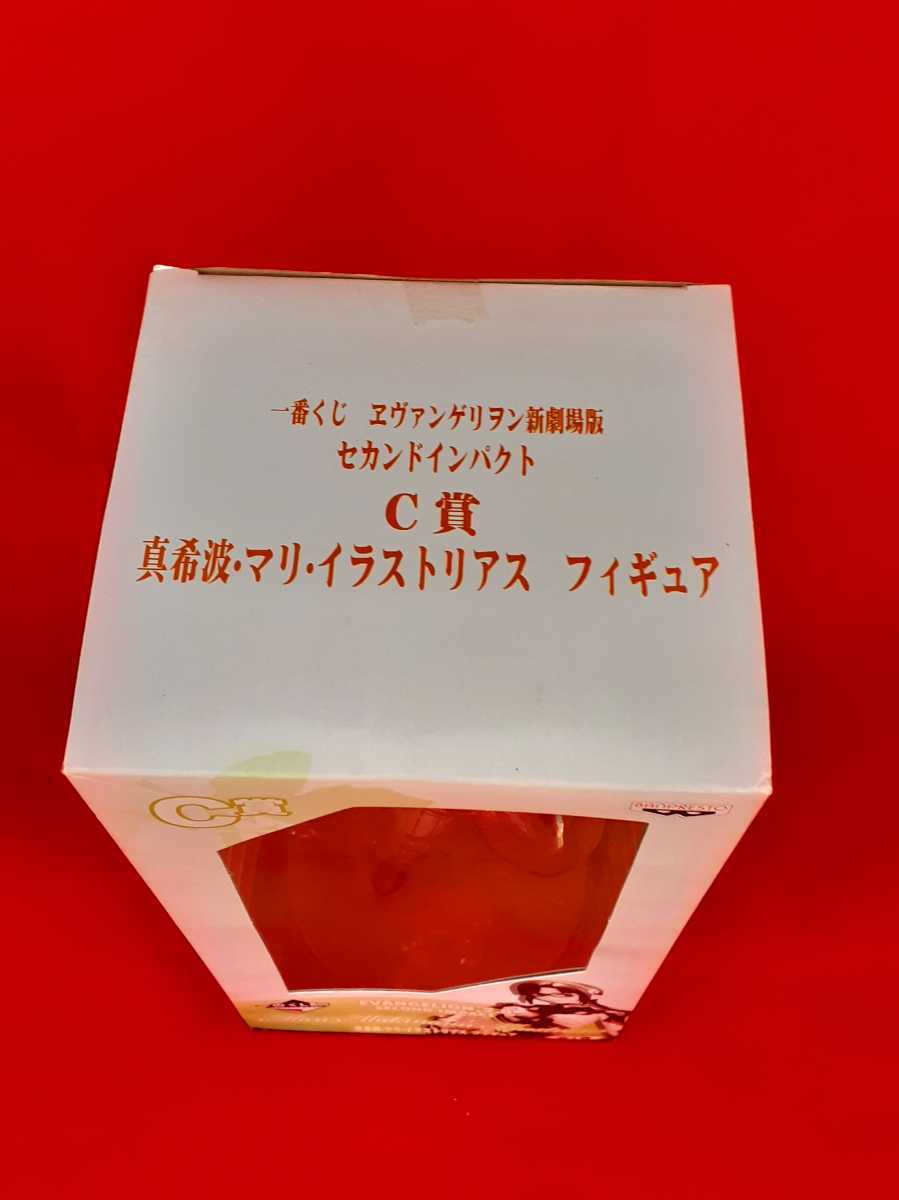 一番くじ　ヱヴァンゲリヲン新劇場版
セカンドインパクト
C賞
真希波・マリ・イラストリアス　フィギュア
C賞
BANPRESTO
EVANGELION